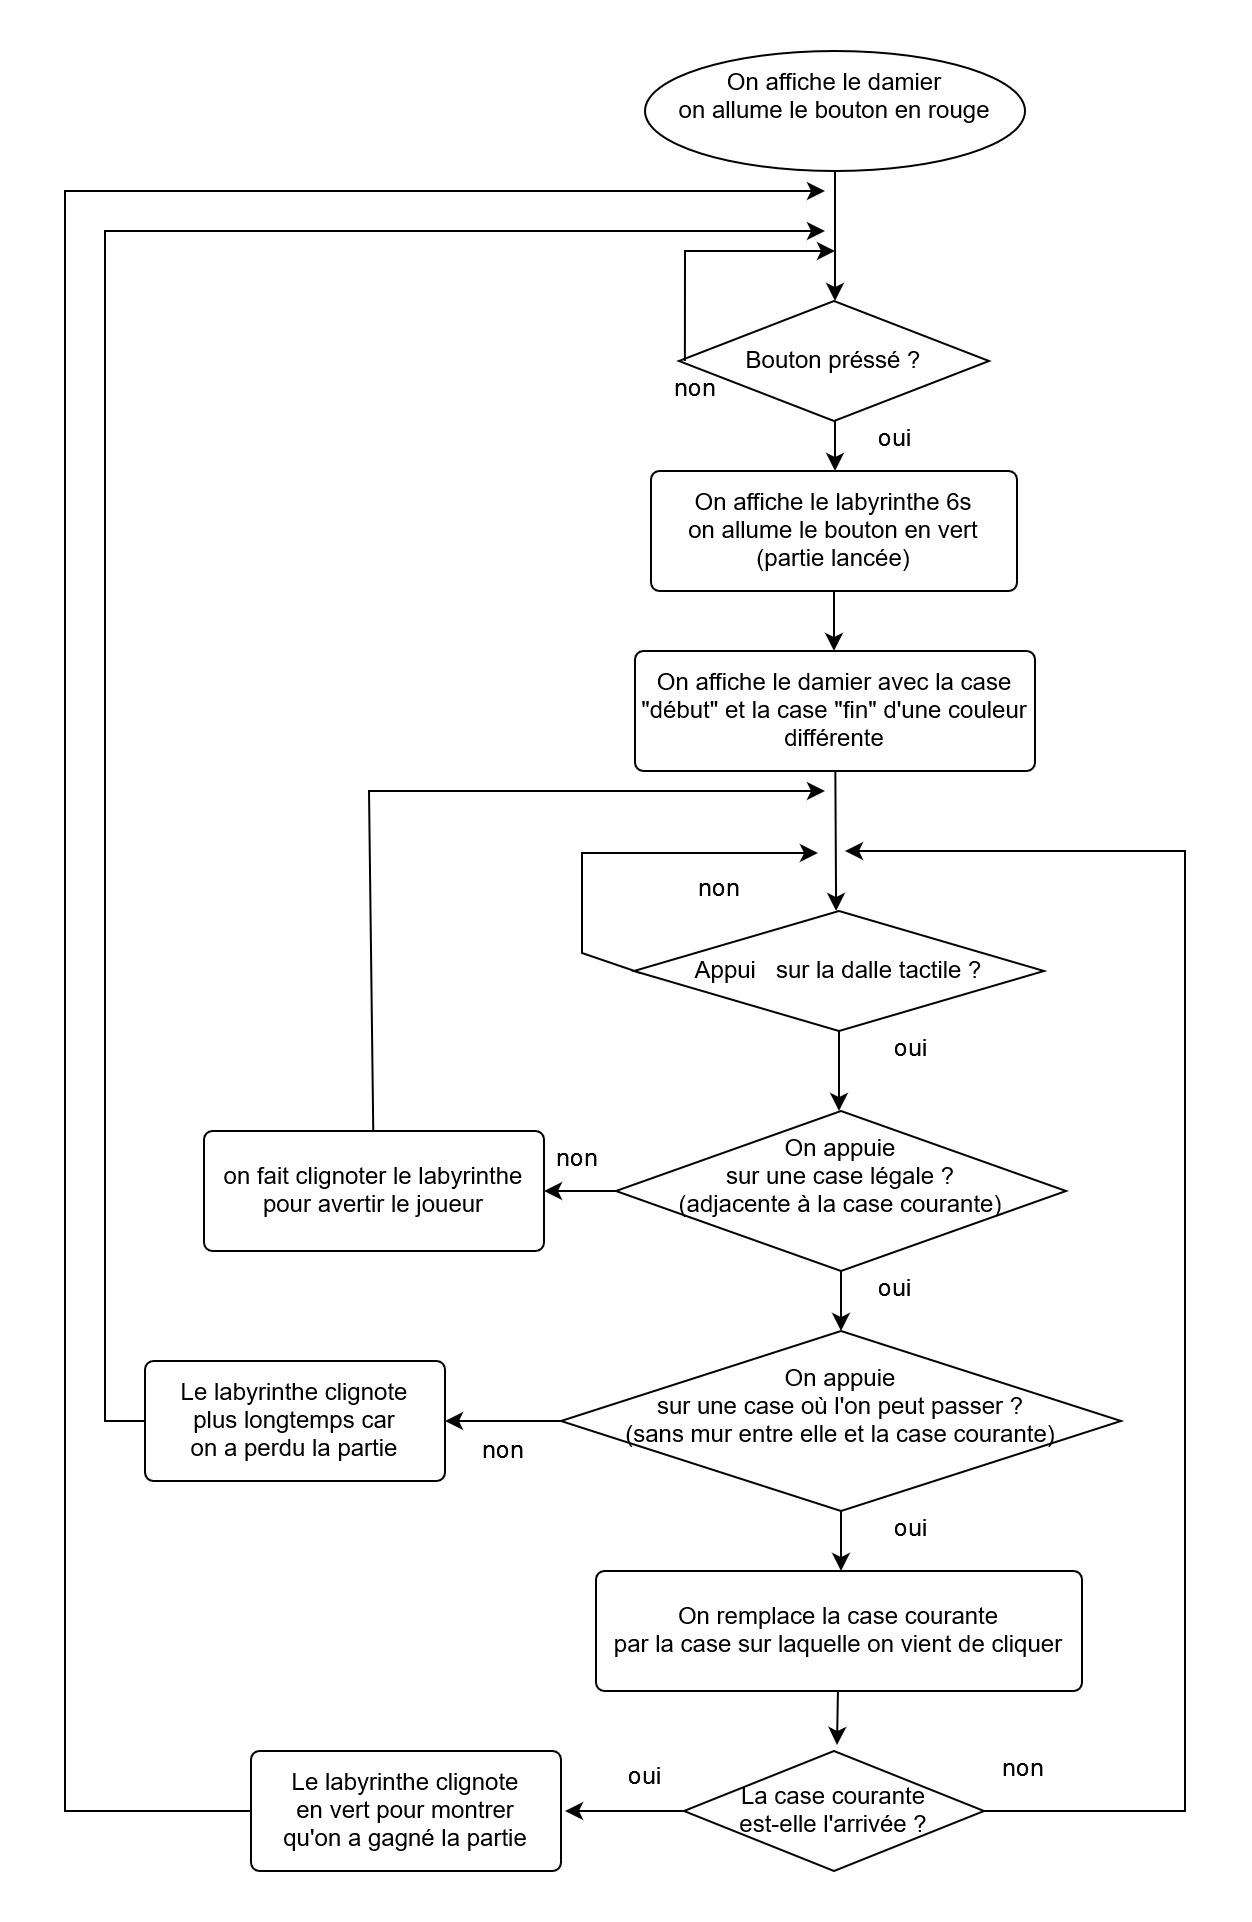 On affiche le damier
on allume le bouton en rouge
Bouton préssé ?
non
oui
On affiche le labyrinthe 6s
on allume le bouton en vert
(partie lancée)
On affiche le damier avec la case
"début" et la case "fin" d'une couleur
différente
non
Appui sur la dalle tactile ?
oui
On appuie
sur une case légale ?
(adjacente à la case courante)
non
on fait clignoter le labyrinthe
pour avertir le joueur
oui
On appuie
sur une case où l'on peut passer ?
(sans mur entre elle et la case courante)
non
Le labyrinthe clignote
plus longtemps car
on a perdu la partie
oui
On remplace la case courante
par la case sur laquelle on vient de cliquer
La case courante
est-elle l'arrivée ?
non
oui
Le labyrinthe clignote
en vert pour montrer
qu'on a gagné la partie